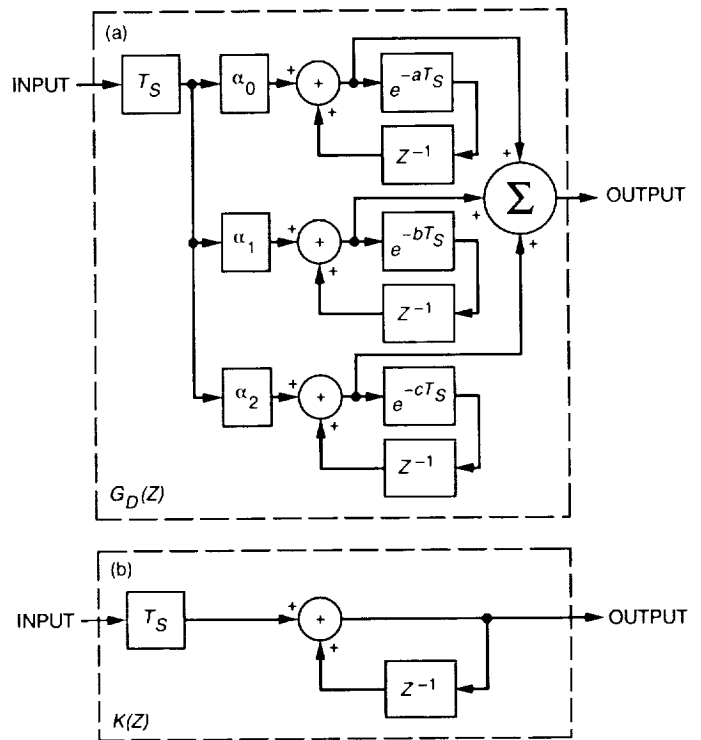 (a)
INPUT
T_S
α_0
+
+
+
e^{-aT_S}
Z^{-1}
+
+
+
Σ
OUTPUT
α_1
+
+
+
e^{-bT_S}
Z^{-1}
α_2
+
+
+
e^{-cT_S}
Z^{-1}
G_D(Z)
(b)
INPUT
T_S
+
+
+
OUTPUT
Z^{-1}
K(Z)